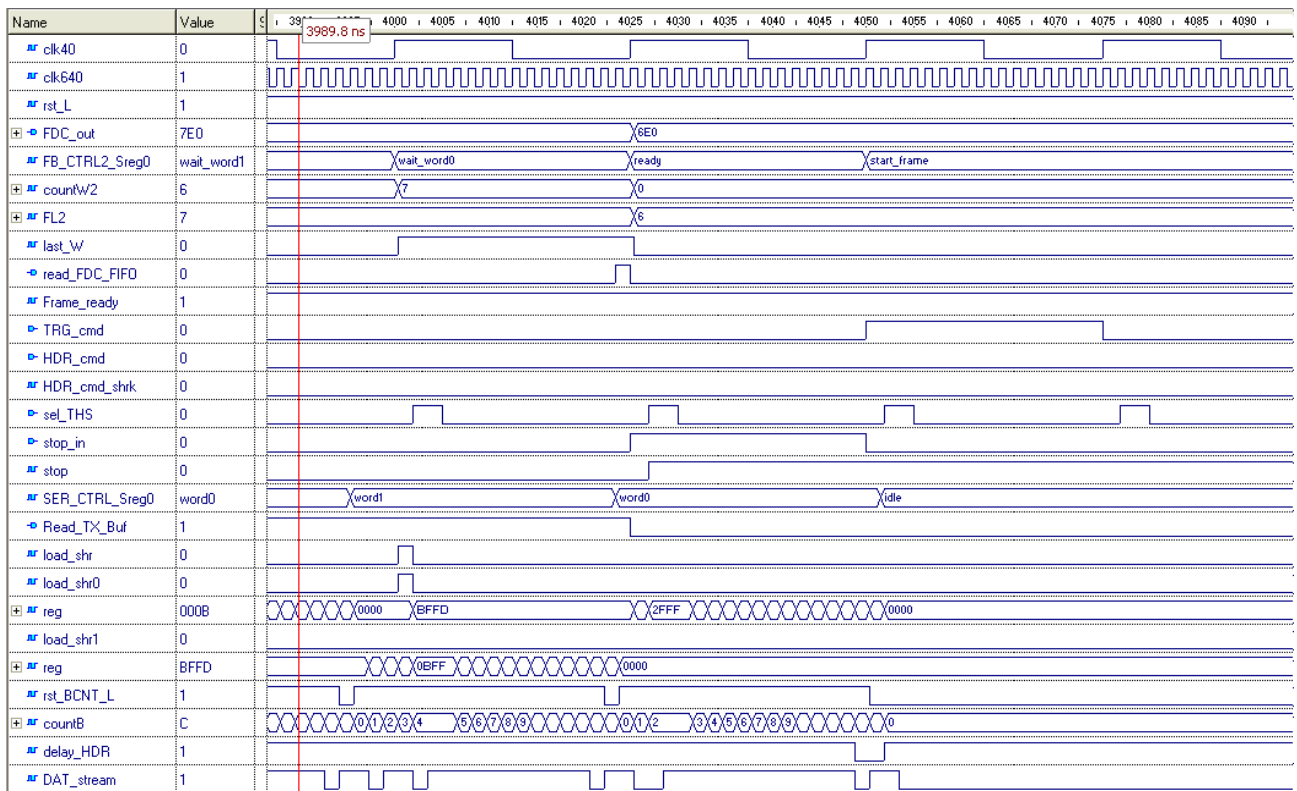 Name Value 4000 4005 4010 4015 4020 4025 4030 4035 4040 4045 4050 4055 4060 4065 4070 4075 4080 4085 4090
3989.8 ns
clk40 0
clk640 1
rst_L 1
FDC_out 7E0 6E0
FB_CTRL2_Sreg0 wait_word1 wait_word0 ready start_frame
countW2 6 7 0
FL2 7 6
last_W 0
read_FDC_FIFO 0
Frame_ready 1
TRG_cmd 0
HDR_cmd 0
HDR_cmd_shrk 0
sel_THS 0
stop_in 0
stop 0
SER_CTRL_Sreg0 word0 word1 word0 idle
Read_TX_Buf 1
load_shr 0
load_shr0 0
reg 000B 0000 BFFD 2FFF 0000
load_shr1 0
reg BFFD 0BFF 0000
rst_BCNT_L 1
countB C 0 1 2 3 4 5 6 7 8 9 0 1 2 3 4 5 6 7 8 9 0
delay_HDR 1
DAT_stream 1